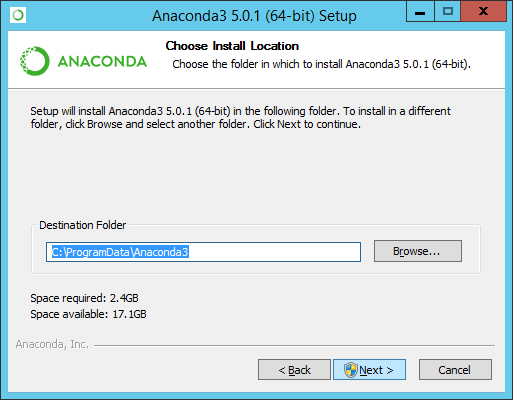 Anaconda3 5.0.1 (64-bit) Setup
ANACONDA
Choose Install Location
Choose the folder in which to install Anaconda3 5.0.1 (64-bit).
Setup will install Anaconda3 5.0.1 (64-bit) in the following folder. To install in a different
folder, click Browse and select another folder. Click Next to continue.
Destination Folder
C:\ProgramData\Anaconda3
Browse...
Space required: 2.4GB
Space available: 17.1GB
Anaconda, Inc.
< Back
Next >
Cancel